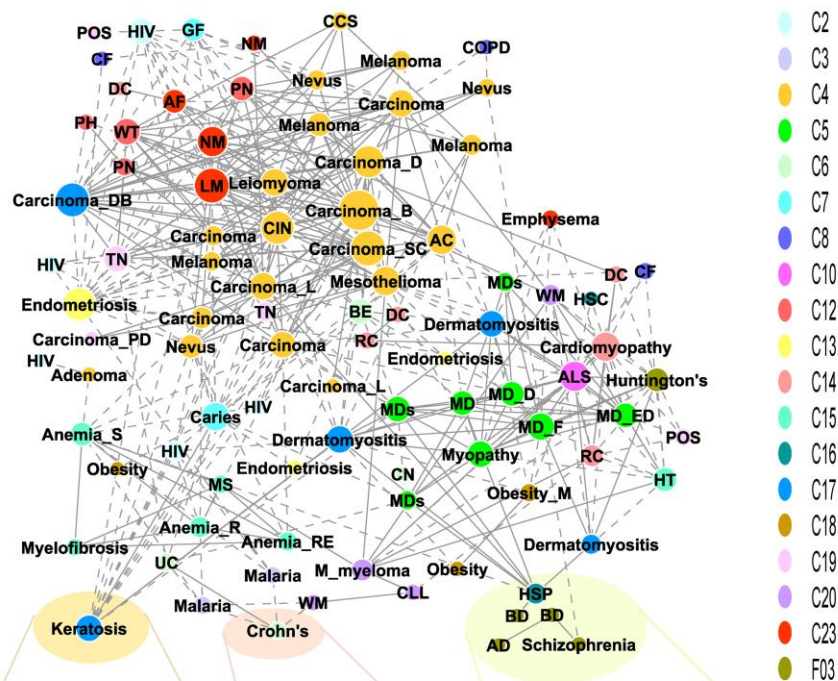 CCS
POS
HIV
GF
NM
Melanoma
COPD
CF
Nevus
Nevus
DC
AF
PN
Carcinoma
PH
WT
Melanoma
NM
Melanoma
PN
Carcinoma_D
LM
Leiomyoma
Carcinoma_DB
Carcinoma_B
Emphysema
CIN
Carcinoma
Carcinoma_SC
AC
HIV
TN
Melanoma
Mesothelioma
MDs
DC
CF
Carcinoma_L
WM
HSC
Endometriosis
TN
BE
DC
Carcinoma
Dermatomyositis
Carcinoma_PD
Nevus
Carcinoma
RC
Cardiomyopathy
HIV
Endometriosis
Adenoma
Carcinoma_L
ALS
Huntington's
MD_D
MDs
MD
MD_ED
Caries
HIV
Anemia_S
Dermatomyositis
MD_F
POS
HIV
Myopathy
RC
Obesity
Endometriosis
CN
HT
MS
MDs
Obesity_M
Anemia_R
Myelofibrosis
Anemia_RE
Dermatomyositis
UC
Malaria
M_myeloma
Obesity
Malaria
WM
CLL
HSP
Keratosis
Crohn's
BD
BD
AD
Schizophrenia
C2
C3
C4
C5
C6
C7
C8
C10
C12
C13
C14
C15
C16
C17
C18
C19
C20
C23
F03